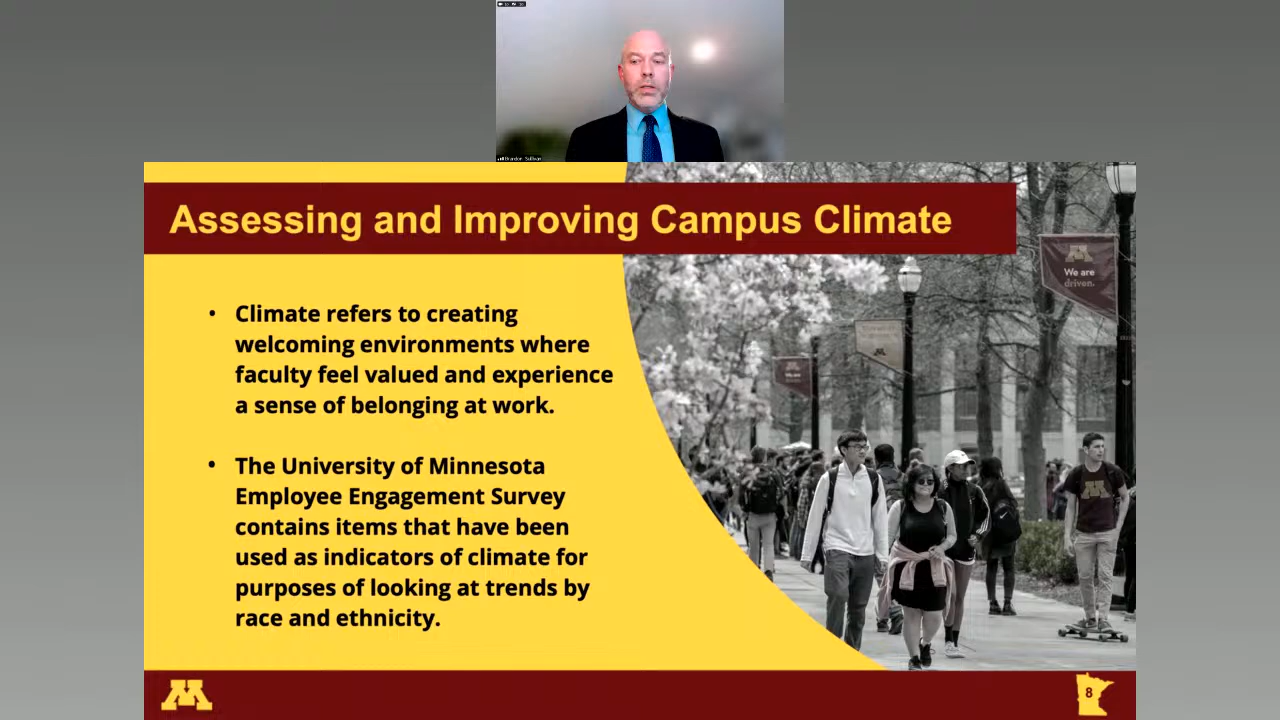 Brandon Sullivan
Assessing and Improving Campus Climate
We are
driven.
• Climate refers to creating
welcoming environments where
faculty feel valued and experience
a sense of belonging at work.
• The University of Minnesota
Employee Engagement Survey
contains items that have been
used as indicators of climate for
purposes of looking at trends by
race and ethnicity.
M
8